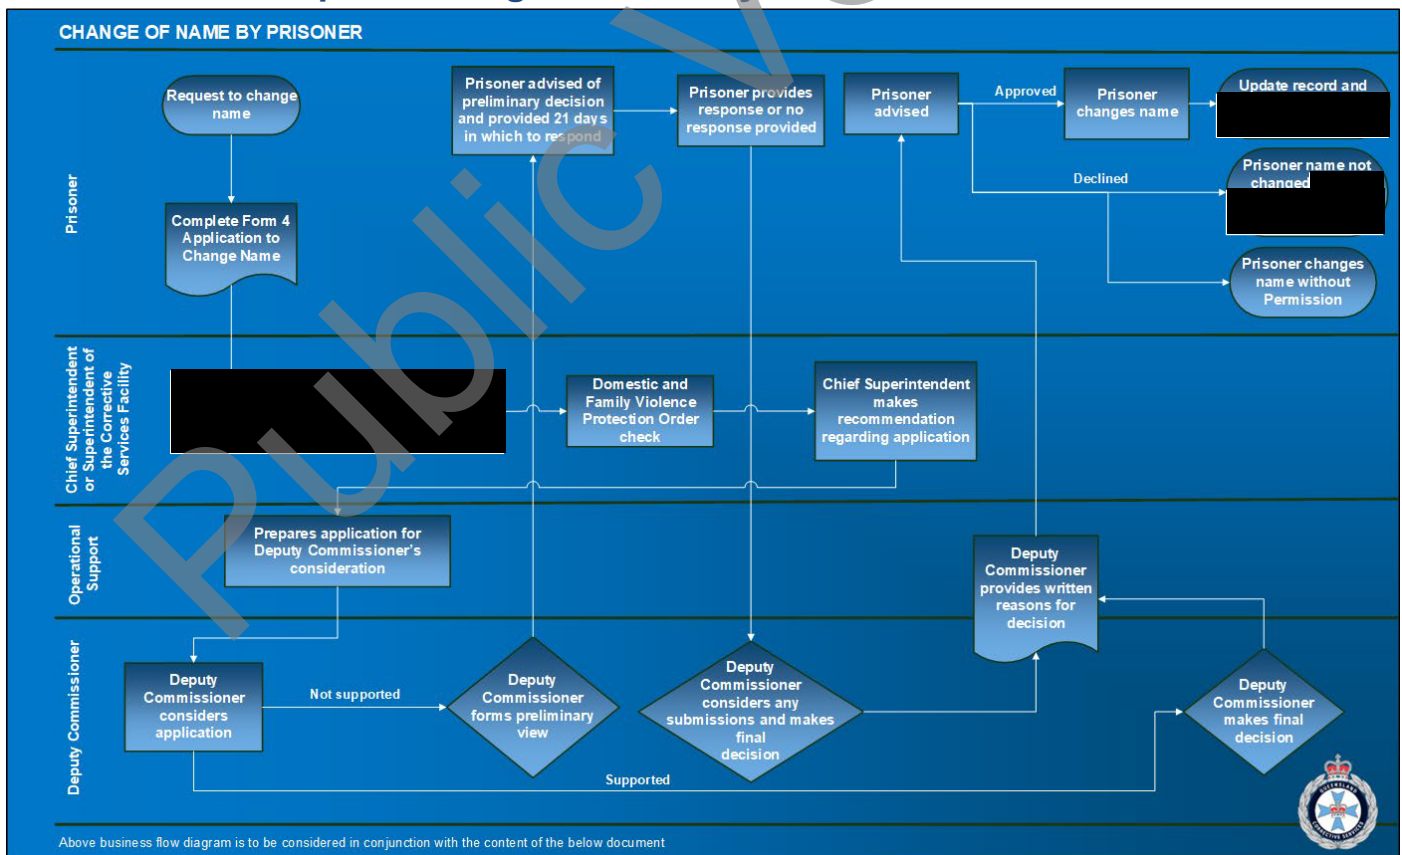 CHANGE OF NAME BY PRISONER
Prisoner
Request to change
name
Complete Form 4
Application to
Change Name
Prisoner advised of
preliminary decision
and provided 21 days
in which to respond
Prisoner provides
response or no
response provided
Prisoner
advised
Approved
Prisoner
changes name
Update record and
Declined
Prisoner name not
changed
Prisoner changes
name without
Permission
Chief Superintendent
or Superintendent of
the Corrective
Services Facility
Domestic and
Family Violence
Protection Order
check
Chief Superintendent
makes
recommendation
regarding application
Operational
Support
Prepares application for
Deputy Commissioner's
consideration
Deputy
Commissioner
provides written
reasons for
decision
Deputy Commissioner
Deputy
Commissioner
considers
application
Not supported
Deputy
Commissioner
forms preliminary
view
Deputy
Commissioner
considers any
submissions and makes
final
decision
Deputy
Commissioner
makes final
decision
Supported
QUEENSLAND
CORRECTIVE SERVICES
Above business flow diagram is to be considered in conjunction with the content of the below document
Public